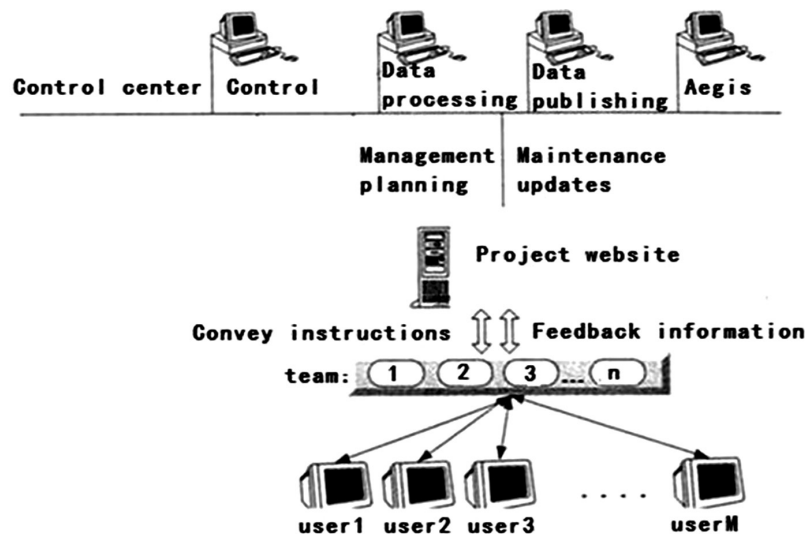 Control center
Control
Data
processing
Data
publishing
Aegis
Management
planning
Maintenance
updates
Project website
Convey instructions
Feedback information
team: 1 2 3 ... n
user1 user2 user3 .... userM